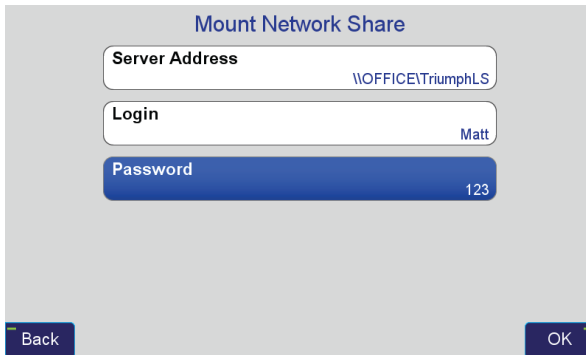 Mount Network Share
Server Address
\\OFFICE\TriumphLS
Login
Matt
Password
123
Back
OK